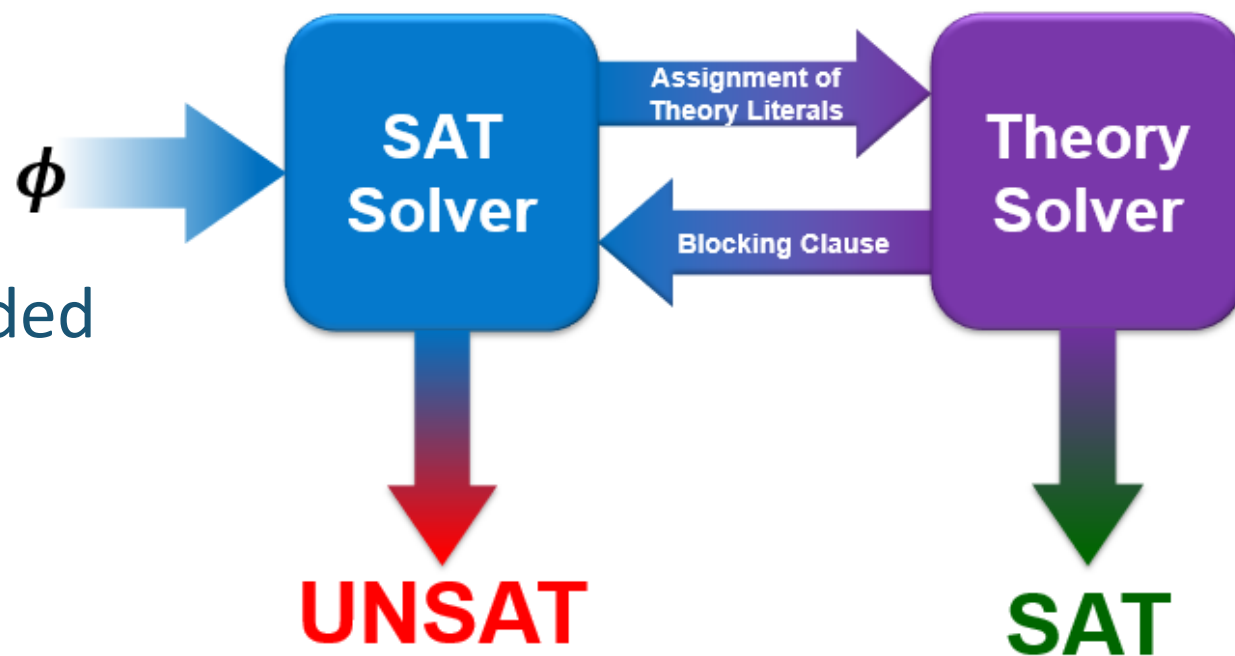 ϕ
SAT
Solver
Assignment of
Theory Literals
Blocking Clause
Theory
Solver
ded
UNSAT
SAT